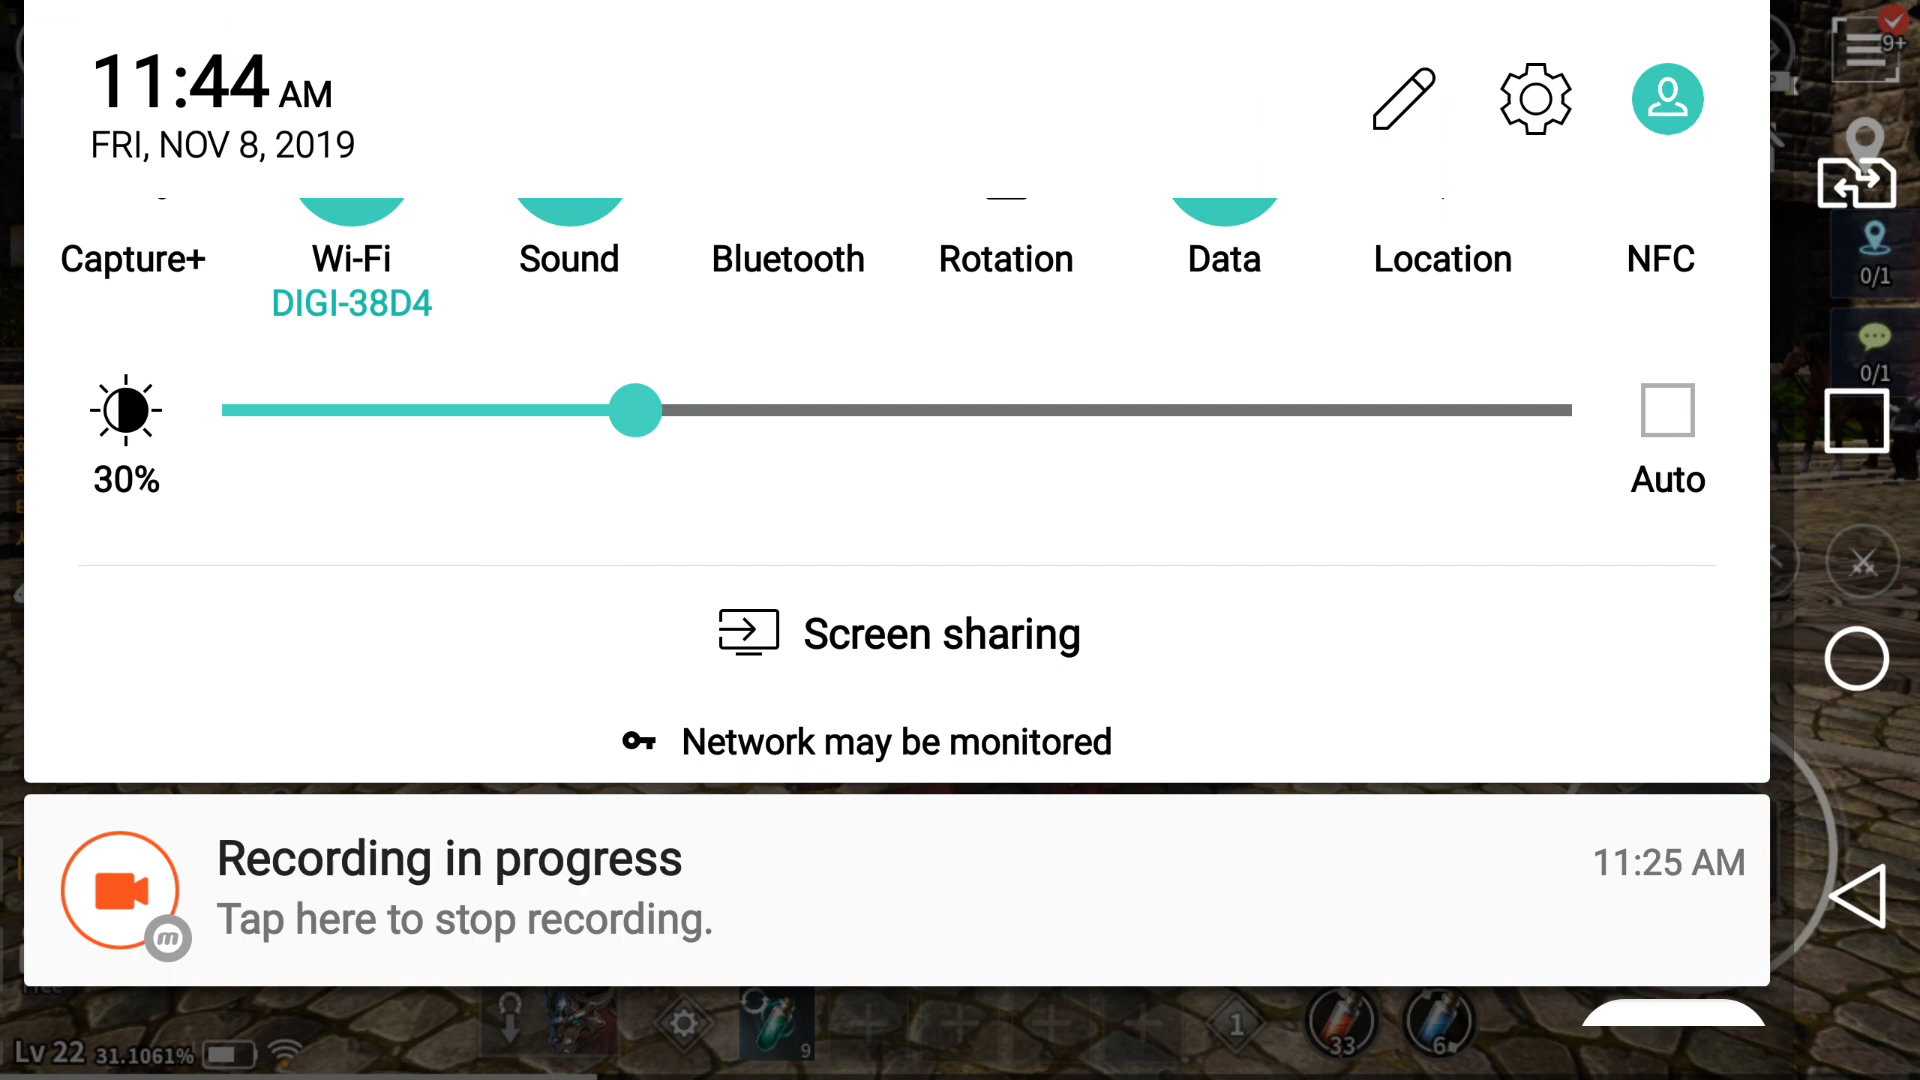 11:44 AM
FRI, NOV 8, 2019
9+
Capture+ Wi-Fi Sound Bluetooth Rotation Data Location NFC
DIGI-38D4
0/1
0/1
30%
Auto
Screen sharing
Network may be monitored
Recording in progress
11:25 AM
Tap here to stop recording.
m
9
1
33
6
Lv 22 31.1061%